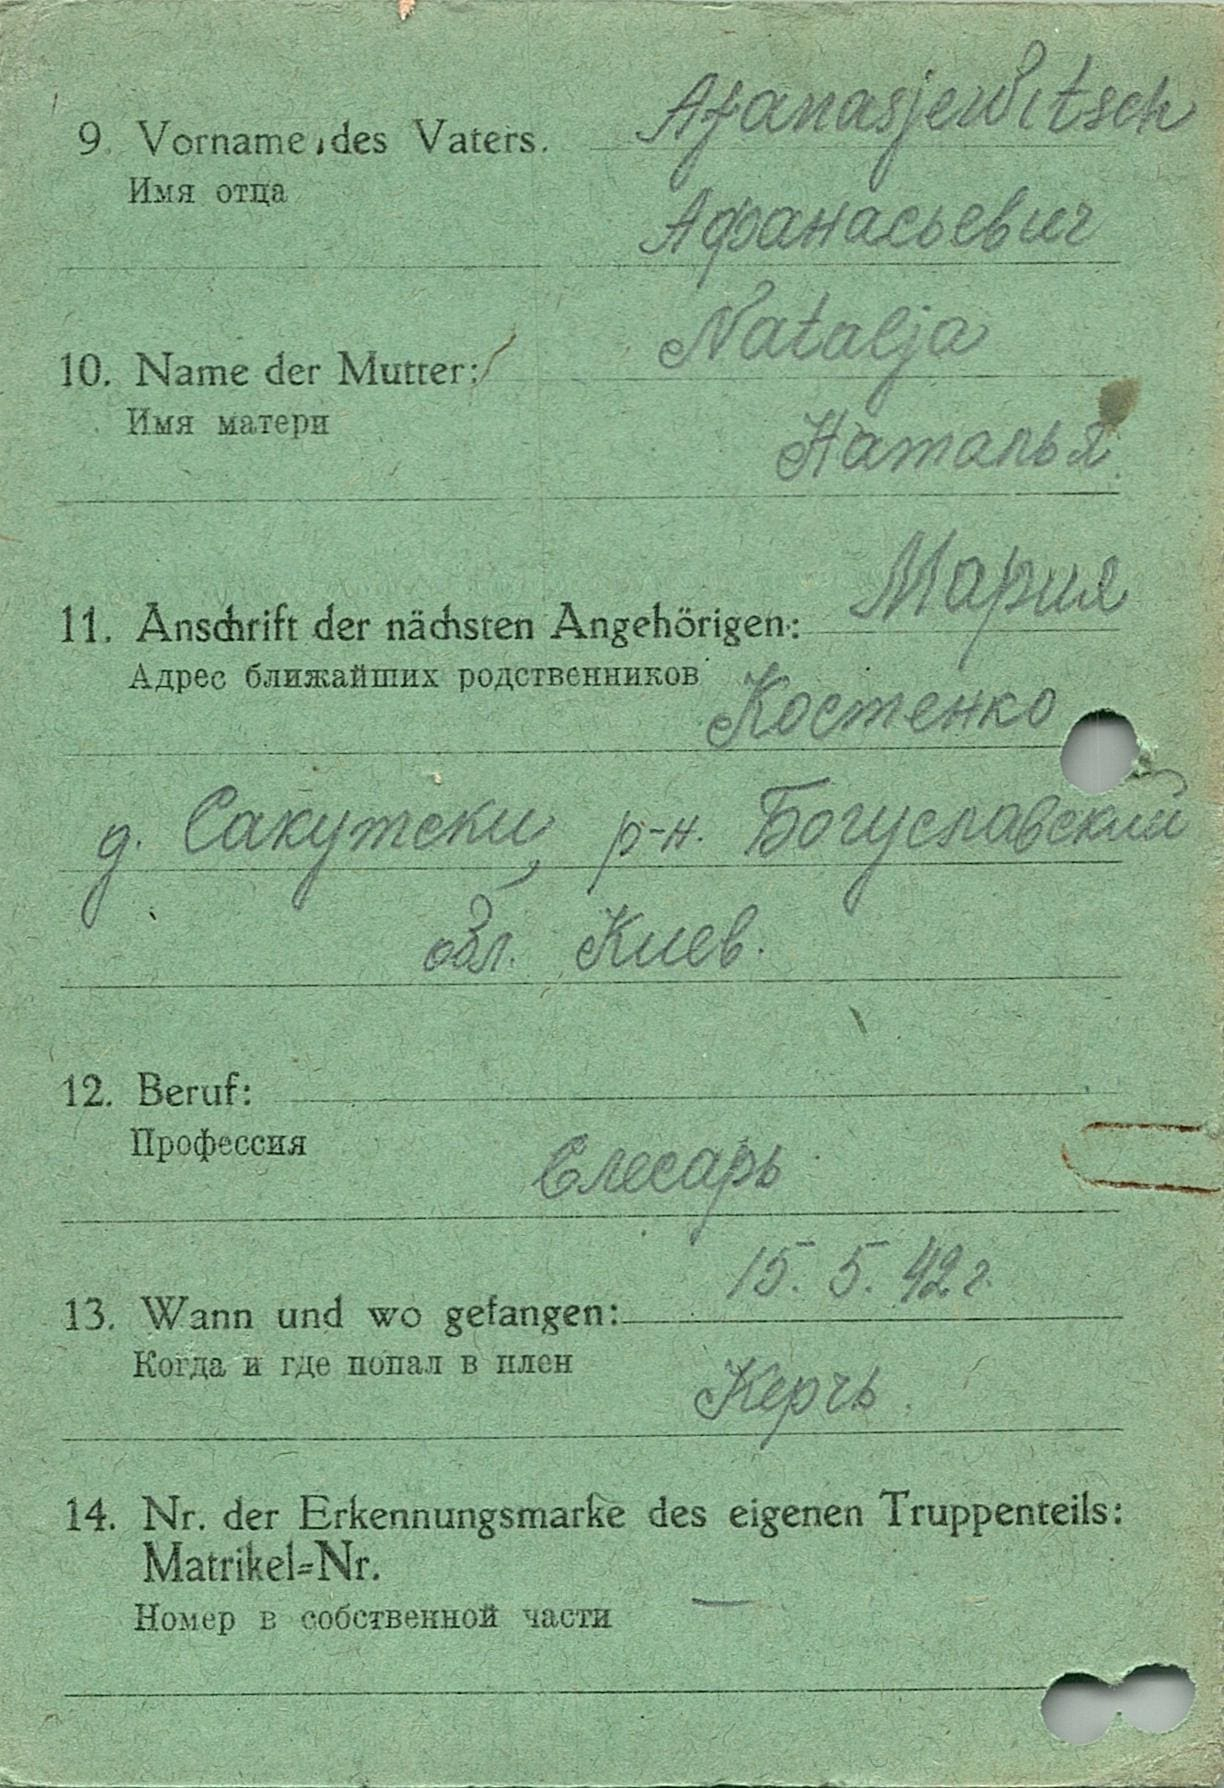 9. Vorname des Vaters. Afanasjewitsch
Имя отца
Афанасьевич
Natalja
10. Name der Mutter:
Имя матери
Наталья
Мария
11. Anschrift der nächsten Angehörigen:
Адрес ближайших родственников
Костенко
д. Сакутски, р-н. Богуславский
обл. Киев.
12. Beruf:
Профессия
Слесарь
15. 5. 42 г.
13. Wann und wo gefangen:
Когда и где попал в плен
Керчь.
14. Nr. der Erkennungsmarke des eigenen Truppenteils:
Matrikel=Nr.
Номер в собственной части —